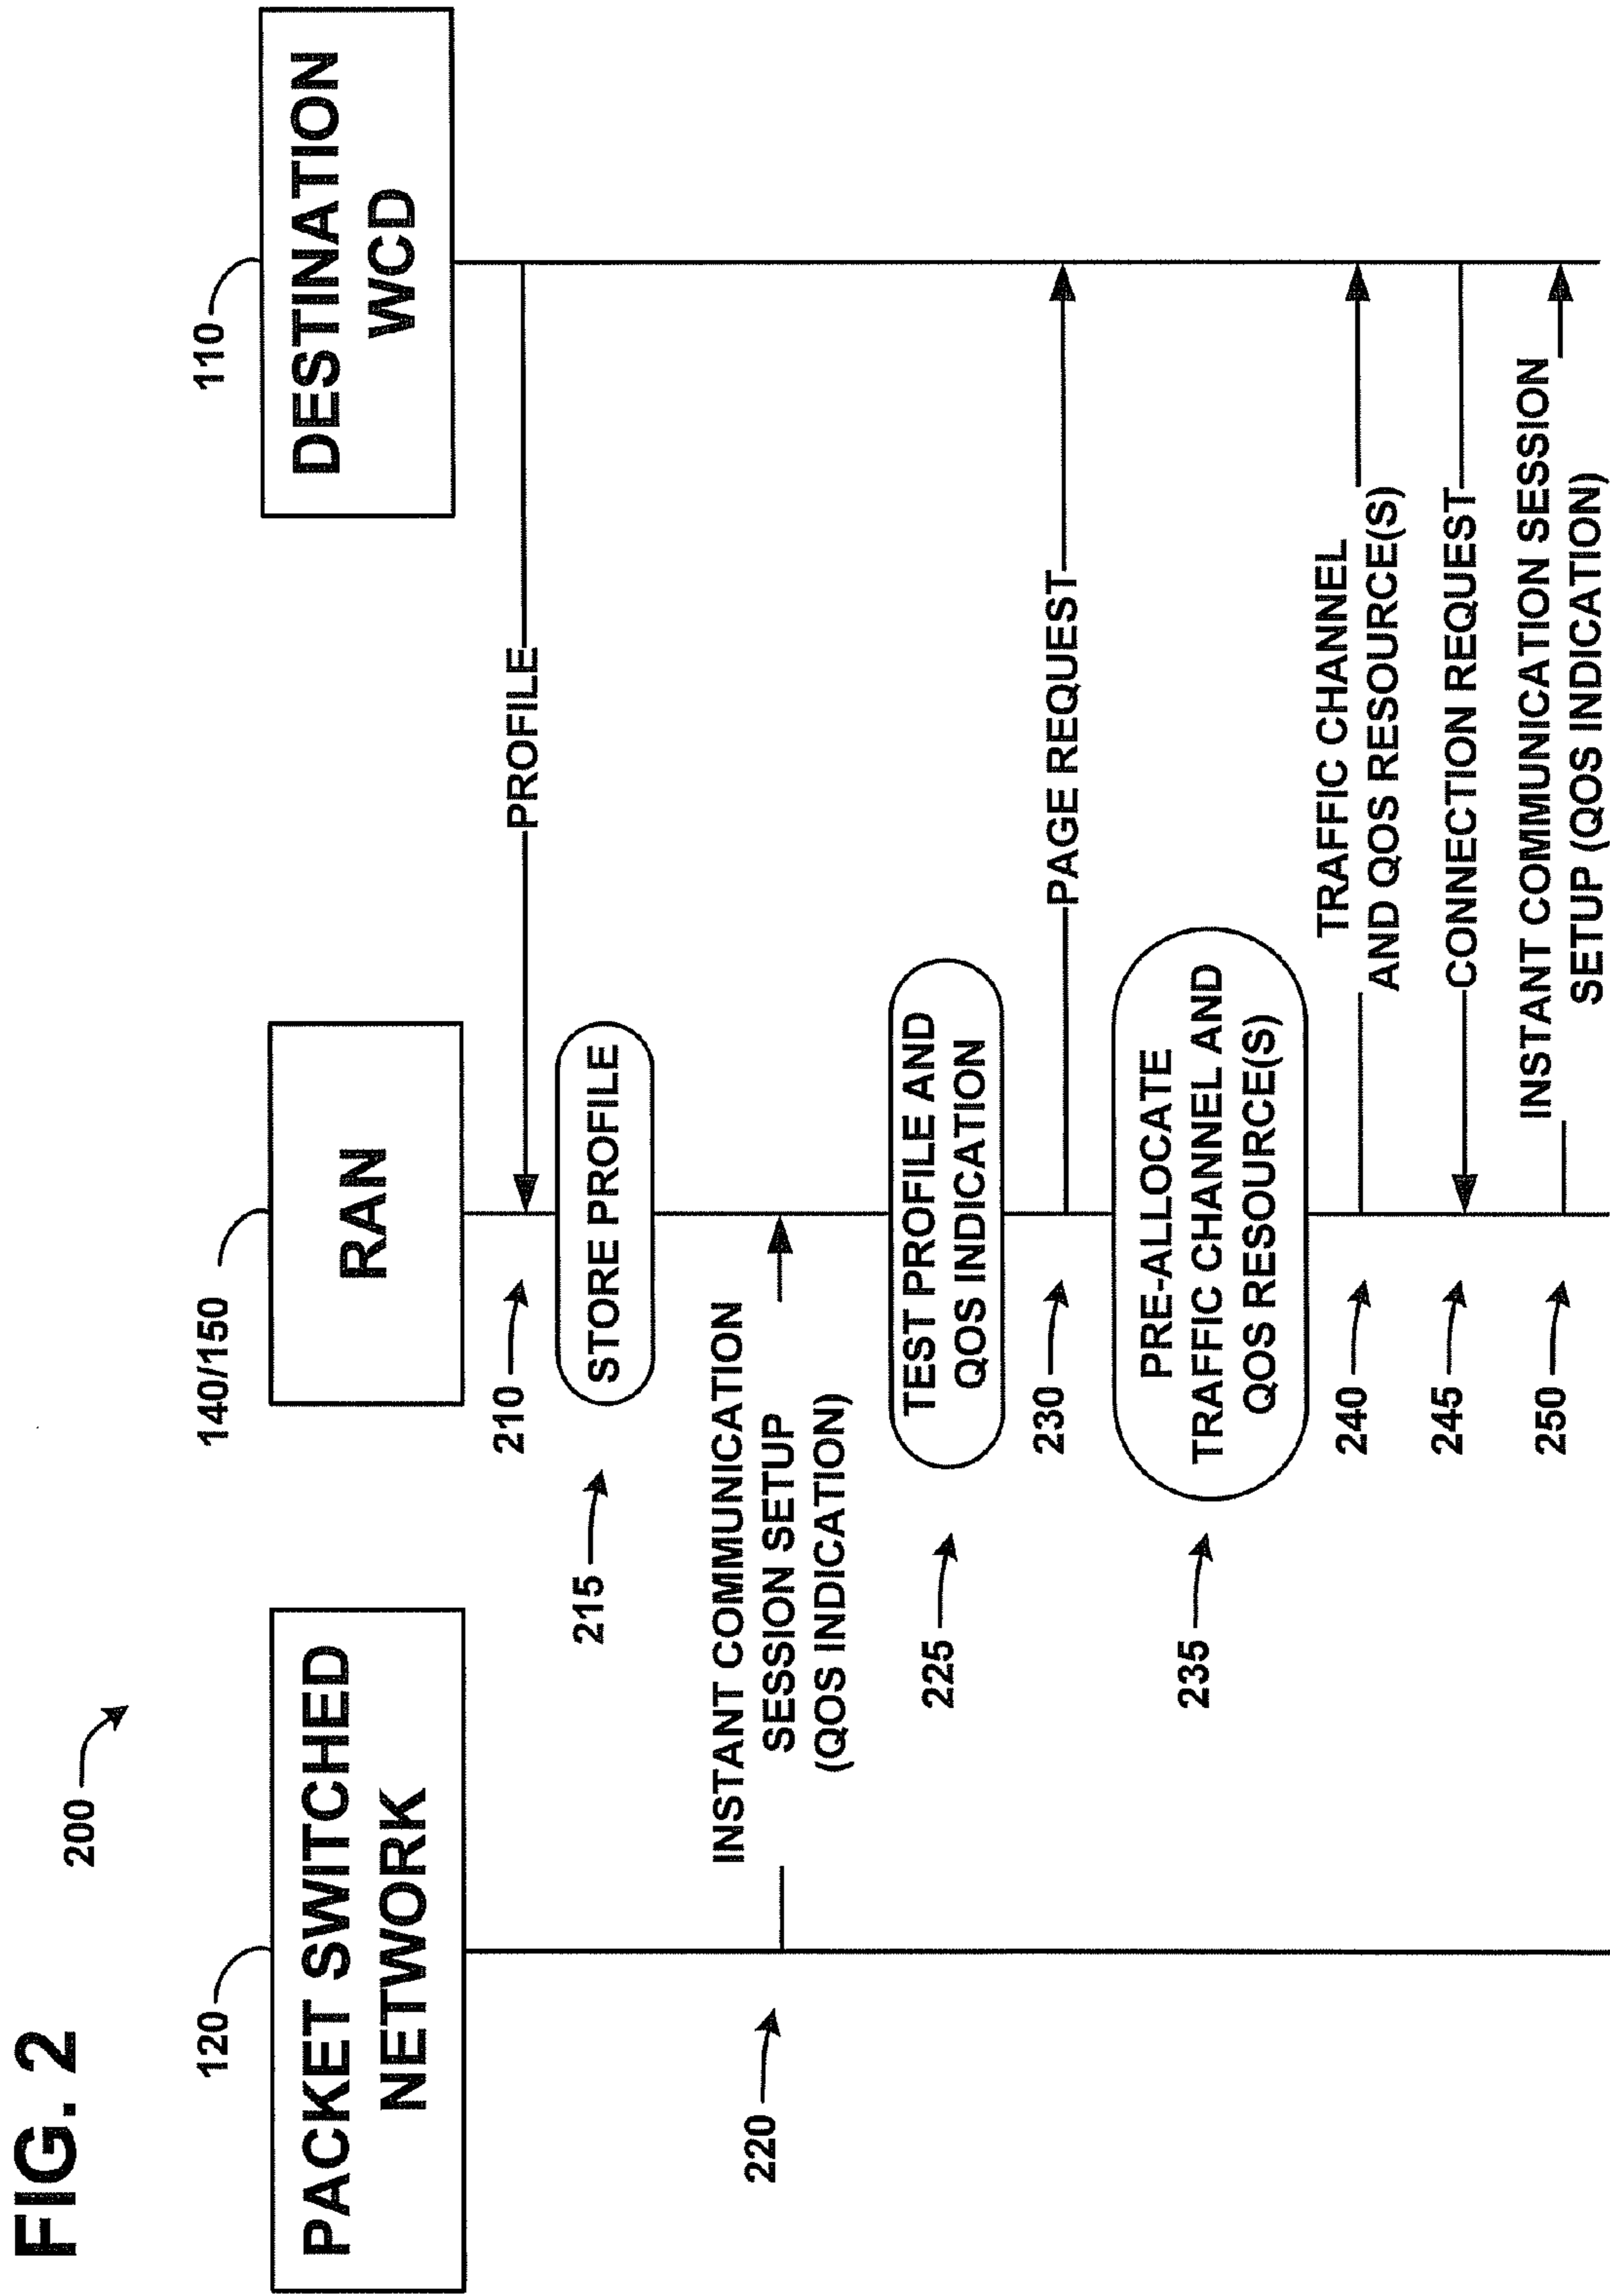 FIG. 2
200
120
PACKET SWITCHED
NETWORK
140/150
RAN
110
DESTINATION
WCD
210
PROFILE
215
STORE PROFILE
220
INSTANT COMMUNICATION
SESSION SETUP
(QOS INDICATION)
225
TEST PROFILE AND
QOS INDICATION
230
PAGE REQUEST
235
PRE-ALLOCATE
TRAFFIC CHANNEL AND
QOS RESOURCE(S)
240
TRAFFIC CHANNEL
AND QOS RESOURCE(S)
245
CONNECTION REQUEST
250
INSTANT COMMUNICATION SESSION
SETUP (QOS INDICATION)